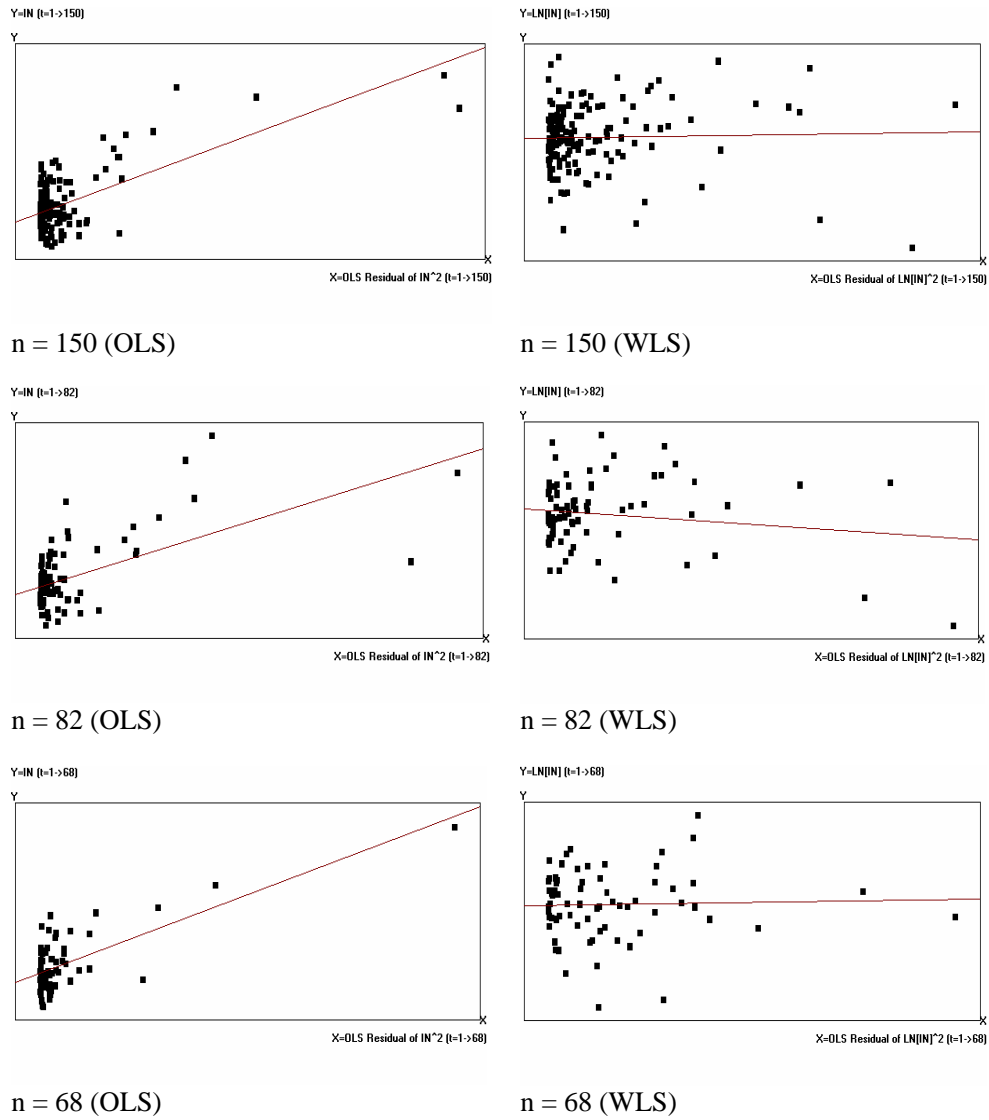 Y=IN (t=1->150)
Y
X
X=OLS Residual of IN^2 (t=1->150)
n = 150 (OLS)
Y=LN[IN] (t=1->150)
Y
X
X=OLS Residual of LN[IN]^2 (t=1->150)
n = 150 (WLS)
Y=IN (t=1->82)
Y
X
X=OLS Residual of IN^2 (t=1->82)
n = 82 (OLS)
Y=LN[IN] (t=1->82)
Y
X
X=OLS Residual of LN[IN]^2 (t=1->82)
n = 82 (WLS)
Y=IN (t=1->68)
Y
X
X=OLS Residual of IN^2 (t=1->68)
n = 68 (OLS)
Y=LN[IN] (t=1->68)
Y
X
X=OLS Residual of LN[IN]^2 (t=1->68)
n = 68 (WLS)